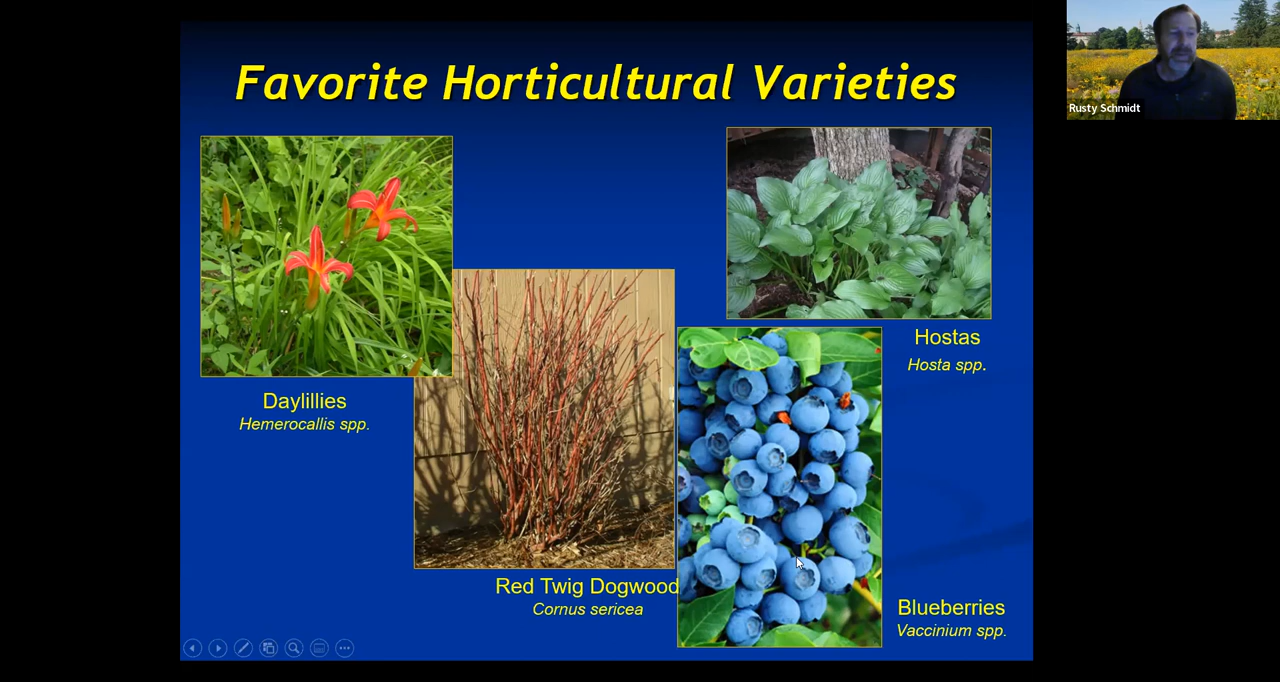 Favorite Horticultural Varieties
Rusty Schmidt
Daylillies
Hemerocallis spp.
Hostas
Hosta spp.
Red Twig Dogwood
Cornus sericea
Blueberries
Vaccinium spp.